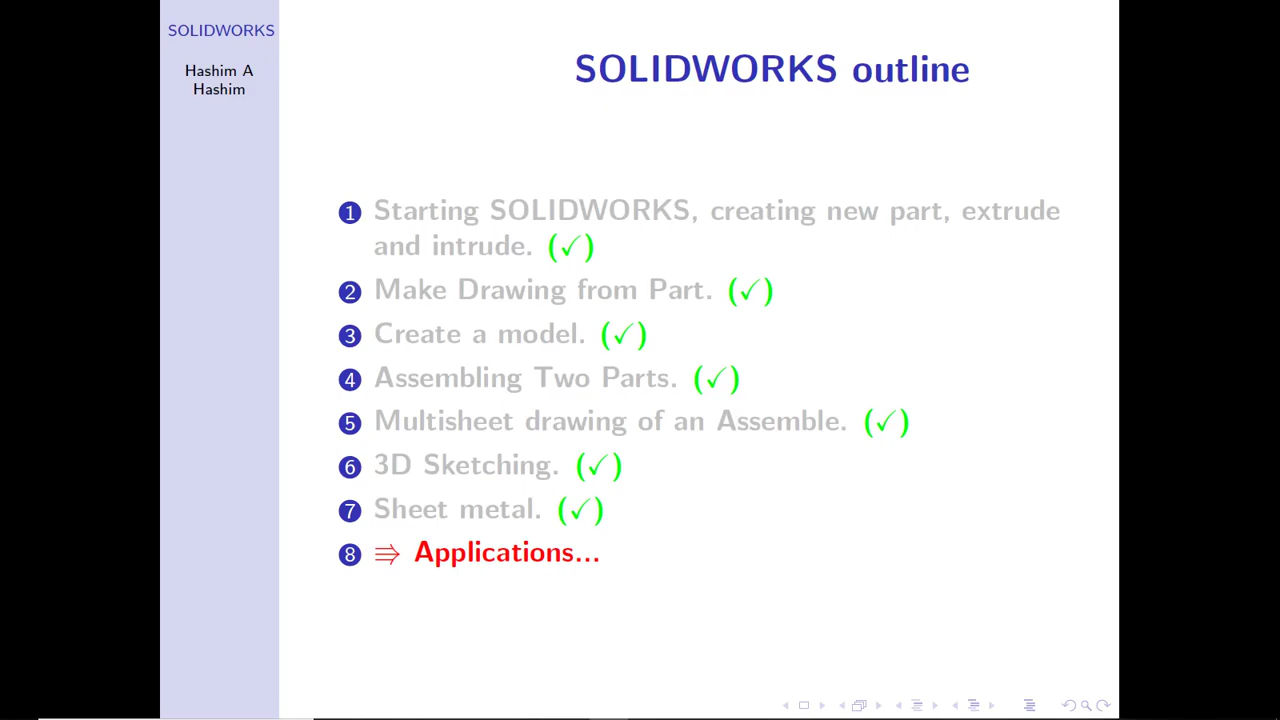 SOLIDWORKS
Hashim A
Hashim
SOLIDWORKS outline
1 Starting SOLIDWORKS, creating new part, extrude
and intrude. (✓)
2 Make Drawing from Part. (✓)
3 Create a model. (✓)
4 Assembling Two Parts. (✓)
5 Multisheet drawing of an Assemble. (✓)
6 3D Sketching. (✓)
7 Sheet metal. (✓)
8 ⇛ Applications...